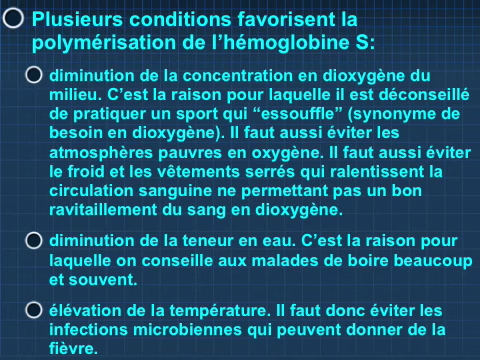 Plusieurs conditions favorisent la
polymérisation de l’hémoglobine S:
diminution de la concentration en dioxygène du
milieu. C’est la raison pour laquelle il est déconseillé
de pratiquer un sport qui “essouffle” (synonyme de
besoin en dioxygène). Il faut aussi éviter les
atmosphères pauvres en oxygène. Il faut aussi éviter
le froid et les vêtements serrés qui ralentissent la
circulation sanguine ne permettant pas un bon
ravitaillement du sang en dioxygène.
diminution de la teneur en eau. C’est la raison pour
laquelle on conseille aux malades de boire beaucoup
et souvent.
élévation de la température. Il faut donc éviter les
infections microbiennes qui peuvent donner de la
fièvre.